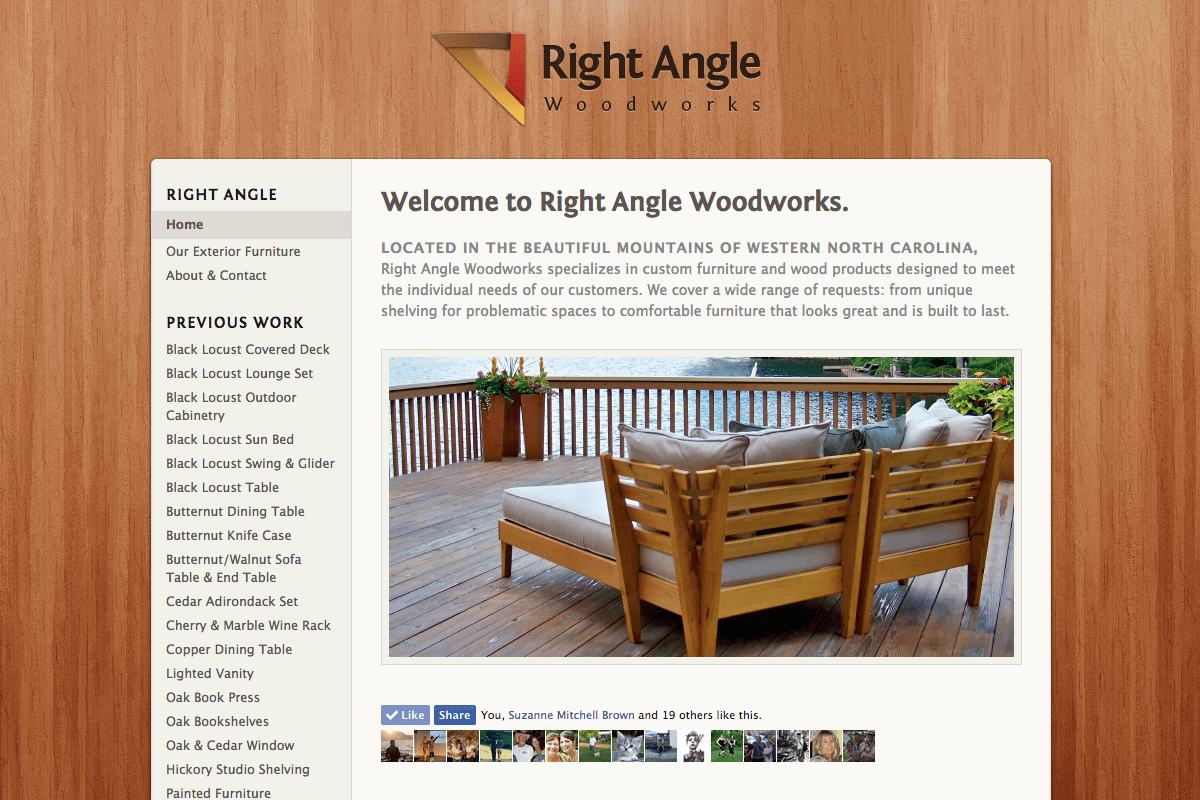 Right Angle
Woodworks
RIGHT ANGLE
Home
Our Exterior Furniture
About & Contact
PREVIOUS WORK
Black Locust Covered Deck
Black Locust Lounge Set
Black Locust Outdoor
Cabinetry
Black Locust Sun Bed
Black Locust Swing & Glider
Black Locust Table
Butternut Dining Table
Butternut Knife Case
Butternut/Walnut Sofa
Table & End Table
Cedar Adirondack Set
Cherry & Marble Wine Rack
Copper Dining Table
Lighted Vanity
Oak Book Press
Oak Bookshelves
Oak & Cedar Window
Hickory Studio Shelving
Painted Furniture
Welcome to Right Angle Woodworks.
LOCATED IN THE BEAUTIFUL MOUNTAINS OF WESTERN NORTH CAROLINA,
Right Angle Woodworks specializes in custom furniture and wood products designed to meet
the individual needs of our customers. We cover a wide range of requests: from unique
shelving for problematic spaces to comfortable furniture that looks great and is built to last.
Like Share You, Suzanne Mitchell Brown and 19 others like this.